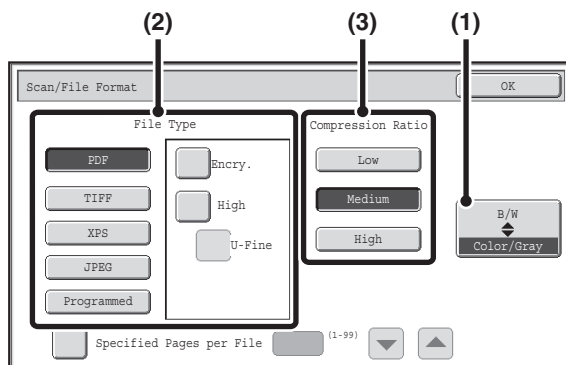 (2) (3) (1)
Scan/File Format OK
File Type Compression Ratio
PDF Encry. Low
TIFF High Medium B/W
XPS U-Fine High Color/Gray
JPEG
Programmed
Specified Pages per File (1-99)